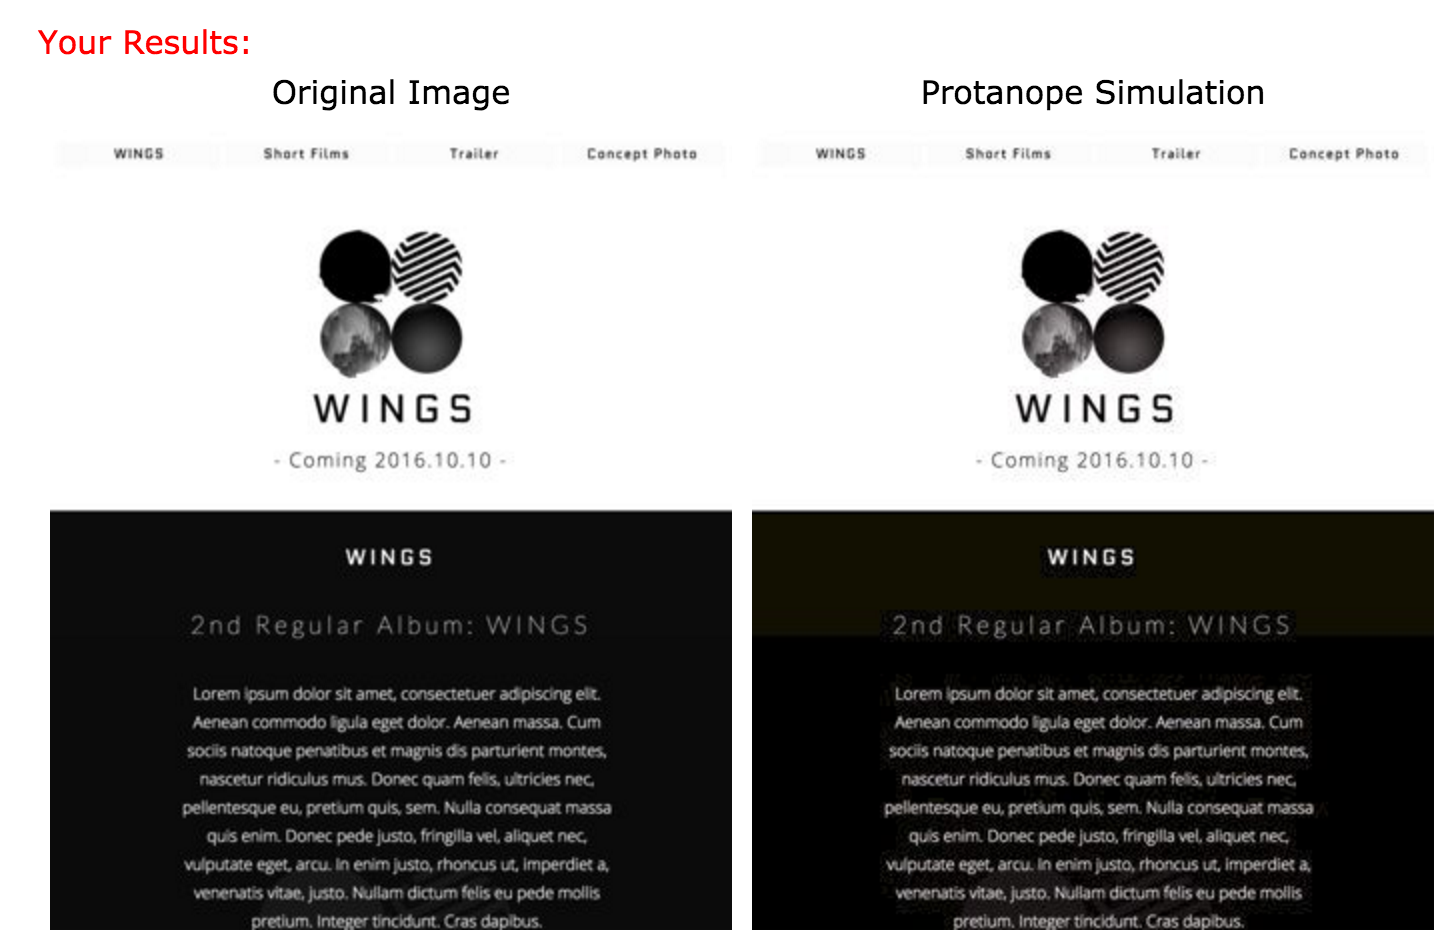 Your Results:
Original Image
Protanope Simulation
WINGS Short Films Trailer Concept Photo
WINGS
- Coming 2016.10.10 -
WINGS
2nd Regular Album: WINGS
Lorem ipsum dolor sit amet, consectetuer adipiscing elit.
Aenean commodo ligula eget dolor. Aenean massa. Cum
sociis natoque penatibus et magnis dis parturient montes,
nascetur ridiculus mus. Donec quam felis, ultricies nec,
pellentesque eu, pretium quis, sem. Nulla consequat massa
quis enim. Donec pede justo, fringilla vel, aliquet nec,
vulputate eget, arcu. In enim justo, rhoncus ut, imperdiet a,
venenatis vitae, justo. Nullam dictum felis eu pede mollis
pretium. Integer tincidunt. Cras dapibus.
WINGS Short Films Trailer Concept Photo
WINGS
- Coming 2016.10.10 -
WINGS
2nd Regular Album: WINGS
Lorem ipsum dolor sit amet, consectetuer adipiscing elit.
Aenean commodo ligula eget dolor. Aenean massa. Cum
sociis natoque penatibus et magnis dis parturient montes,
nascetur ridiculus mus. Donec quam felis, ultricies nec,
pellentesque eu, pretium quis, sem. Nulla consequat massa
quis enim. Donec pede justo, fringilla vel, aliquet nec,
vulputate eget, arcu. In enim justo, rhoncus ut, imperdiet a,
venenatis vitae, justo. Nullam dictum felis eu pede mollis
pretium. Integer tincidunt. Cras dapibus.